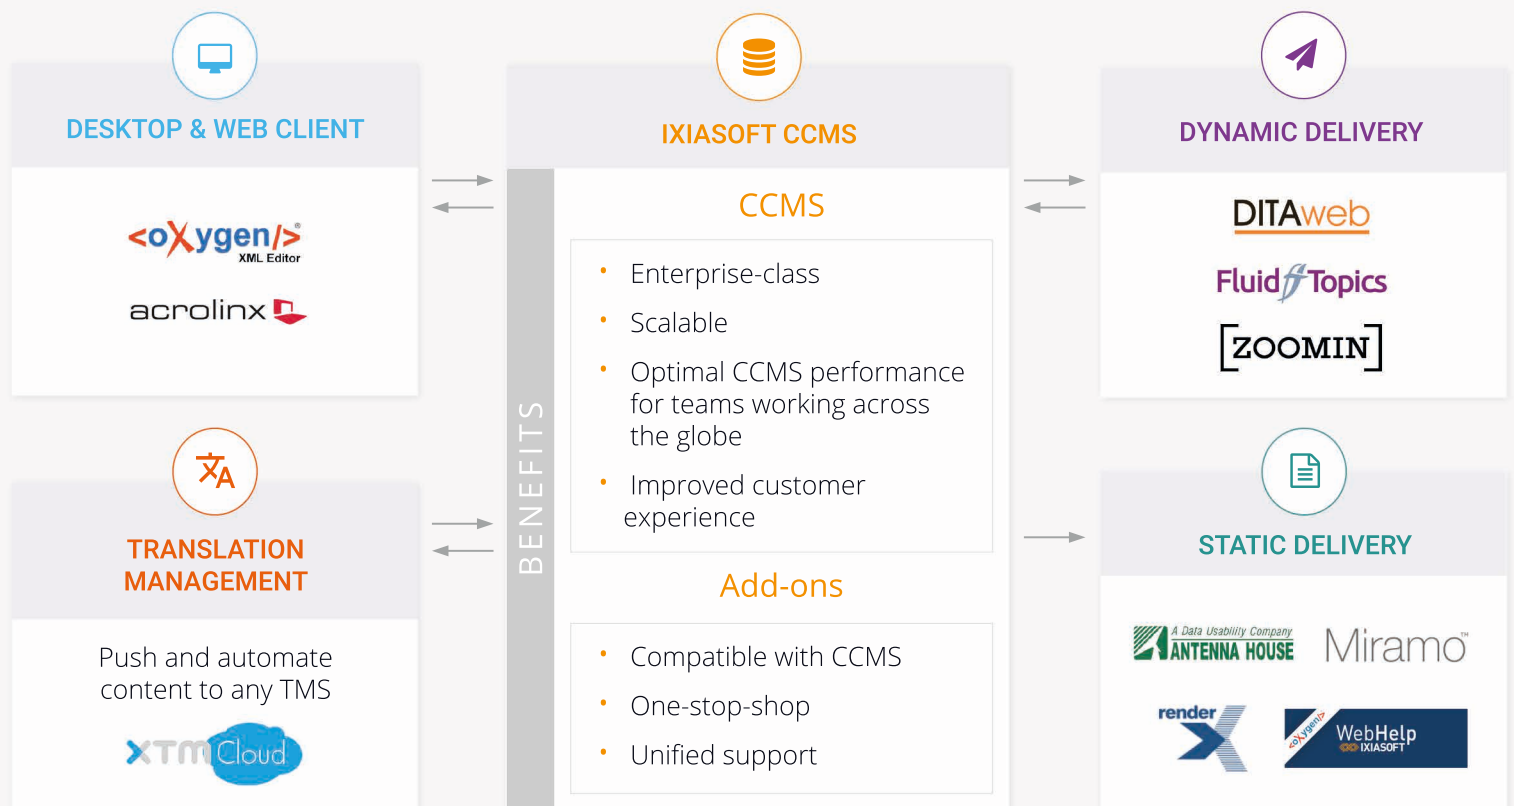 DESKTOP & WEB CLIENT
<oXygen/>®
XML Editor
acrolinx
TRANSLATION
MANAGEMENT
Push and automate
content to any TMS
XTM Cloud
IXIASOFT CCMS
BENEFITS
CCMS
• Enterprise-class
• Scalable
• Optimal CCMS performance
for teams working across
the globe
• Improved customer
experience
Add-ons
• Compatible with CCMS
• One-stop-shop
• Unified support
DYNAMIC DELIVERY
DITAweb
Fluid ff Topics
[ZOOMIN]
STATIC DELIVERY
A Data Usability Company
ANTENNA HOUSE
Miramo™
render X
<oXygen/>
WebHelp
IXIASOFT